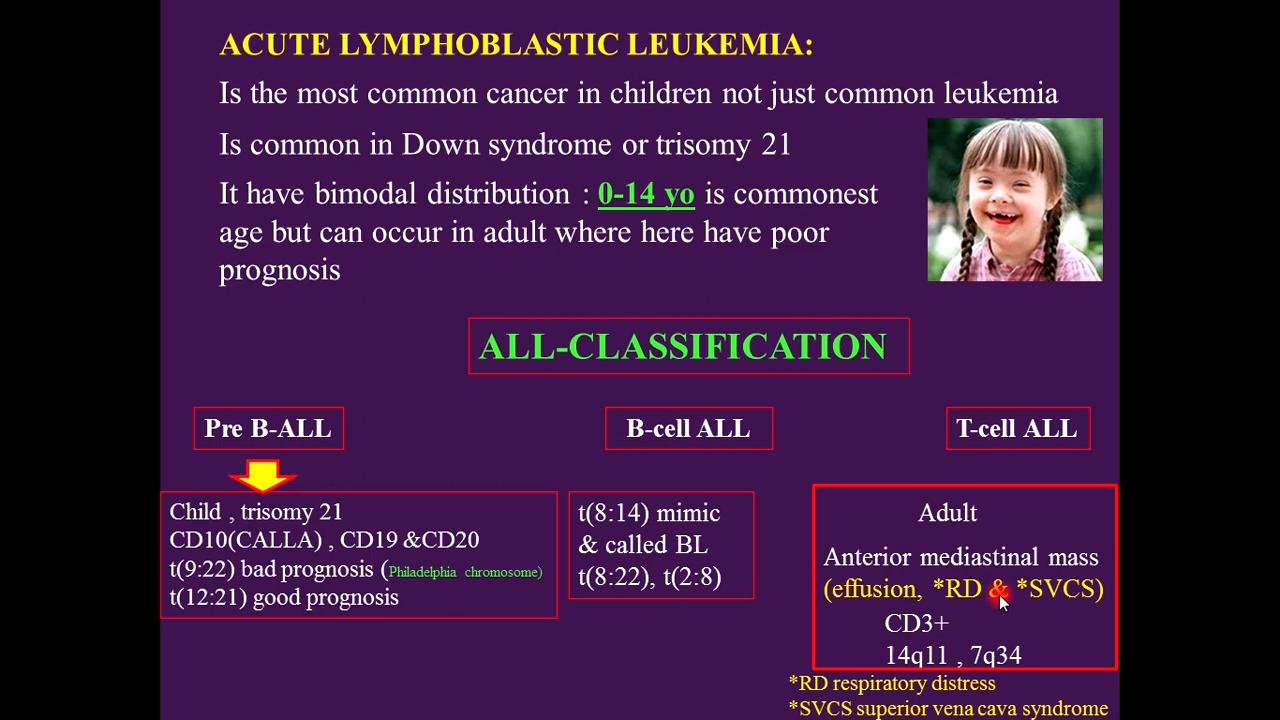 ACUTE LYMPHOBLASTIC LEUKEMIA:
Is the most common cancer in children not just common leukemia
Is common in Down syndrome or trisomy 21
It have bimodal distribution : 0-14 yo is commonest
age but can occur in adult where here have poor
prognosis
ALL-CLASSIFICATION
Pre B-ALL
Child , trisomy 21
CD10(CALLA) , CD19 &CD20
t(9:22) bad prognosis (Philadelphia chromosome)
t(12:21) good prognosis
B-cell ALL
t(8:14) mimic
& called BL
t(8:22), t(2:8)
T-cell ALL
Adult
Anterior mediastinal mass
(effusion, *RD & *SVCS)
CD3+
14q11 , 7q34
*RD respiratory distress
*SVCS superior vena cava syndrome